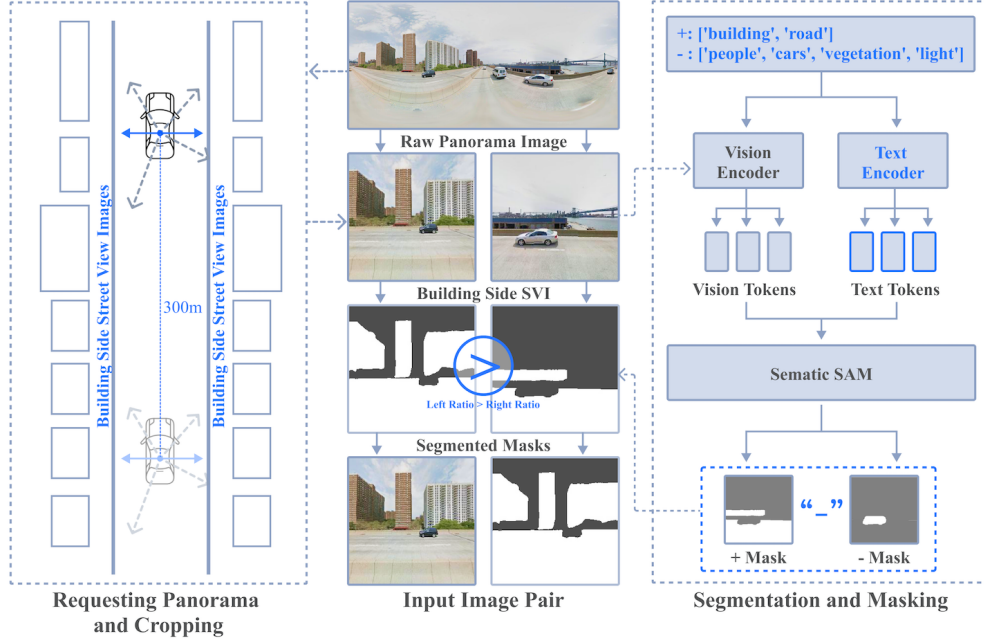 Building Side Street View Images
Building Side Street View Images
300m
Requesting Panorama
and Cropping
Raw Panorama Image
Building Side SVI
>
Left Ratio > Right Ratio
Segmented Masks
Input Image Pair
+: ['building', 'road']
- : ['people', 'cars', 'vegetation', 'light']
Vision
Encoder
Text
Encoder
Vision Tokens
Text Tokens
Sematic SAM
“–”
+ Mask
- Mask
Segmentation and Masking